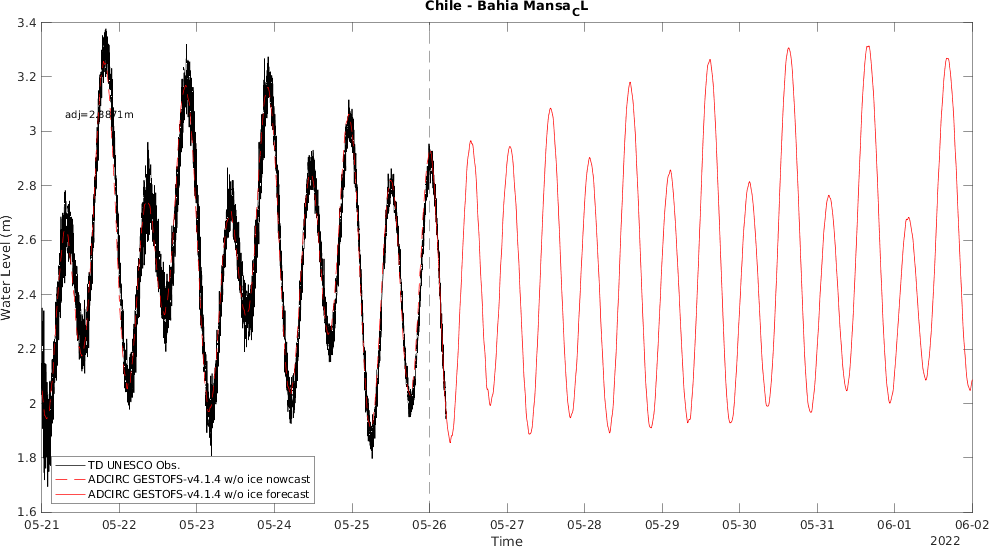 Chile - Bahia Mansa_CL
3.4
3.2
3
2.8
2.6
2.4
2.2
2
1.8
1.6
Water Level (m)
adj=2.3871m
TD UNESCO Obs.
ADCIRC GESTOFS-v4.1.4 w/o ice nowcast
ADCIRC GESTOFS-v4.1.4 w/o ice forecast
05-21 05-22 05-23 05-24 05-25 05-26 05-27 05-28 05-29 05-30 05-31 06-01 06-02
Time
2022